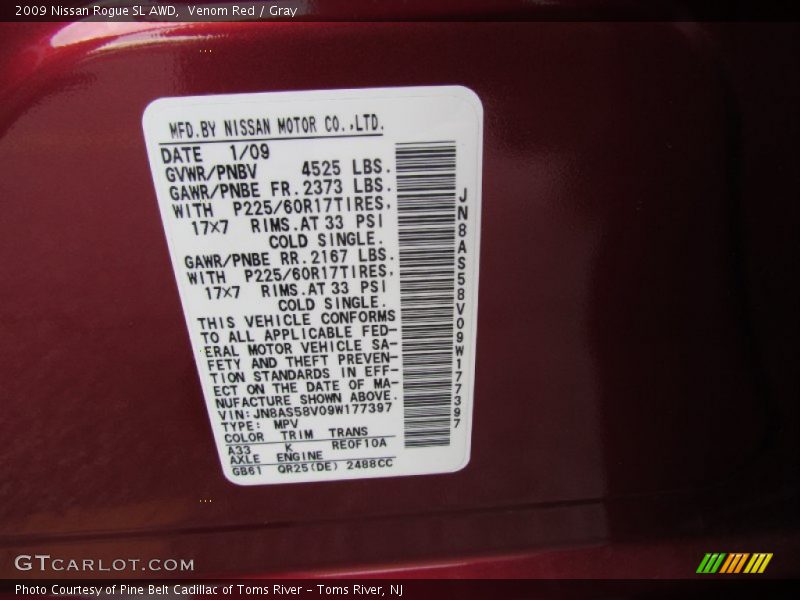 2009 Nissan Rogue SL AWD,  Venom Red / Gray
MFD.BY NISSAN MOTOR CO.,LTD.
DATE 1/09
GVWR/PNBV 4525 LBS.
GAWR/PNBE FR.2373 LBS.
WITH P225/60R17TIRES,
17x7 RIMS.AT 33 PSI
COLD SINGLE.
GAWR/PNBE RR.2167 LBS.
WITH P225/60R17TIRES,
17x7 RIMS.AT 33 PSI
COLD SINGLE.
THIS VEHICLE CONFORMS
TO ALL APPLICABLE FED-
ERAL MOTOR VEHICLE SA-
FETY AND THEFT PREVEN-
TION STANDARDS IN EFF-
ECT ON THE DATE OF MA-
NUFACTURE SHOWN ABOVE.
VIN:JN8AS58V09W177397
TYPE: MPV
COLOR TRIM TRANS
A33 K RE0F10A
AXLE ENGINE
GB61 QR25(DE) 2488CC
JN8AS58V09W177397
GTCARLOT.COM
Photo Courtesy of Pine Belt Cadillac of Toms River – Toms River, NJ